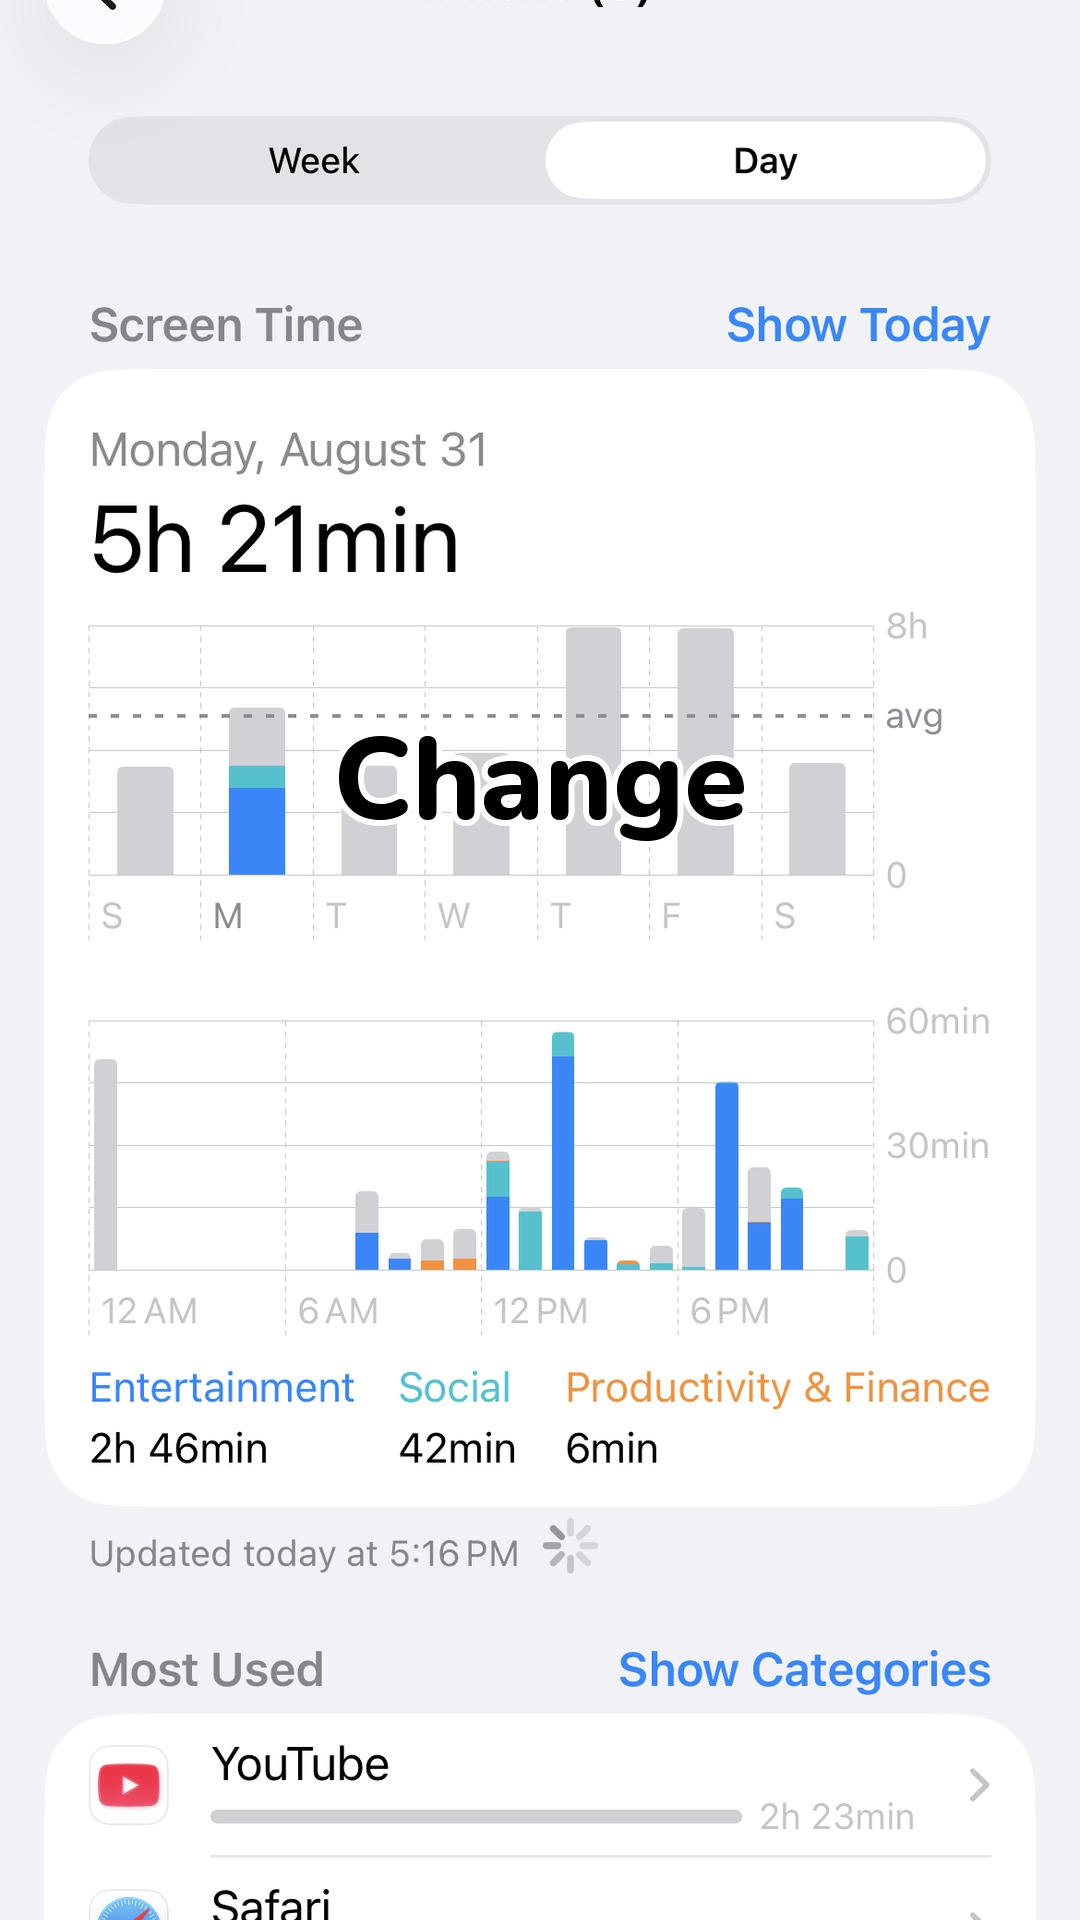 Week Day
Screen Time Show Today
Monday, August 31
5h 21min
8h
avg
Change
0
S M T W T F S
60min
30min
0
12 AM 6 AM 12 PM 6 PM
Entertainment Social Productivity & Finance
2h 46min 42min 6min
Updated today at 5:16 PM
Most Used Show Categories
YouTube
2h 23min
Safari